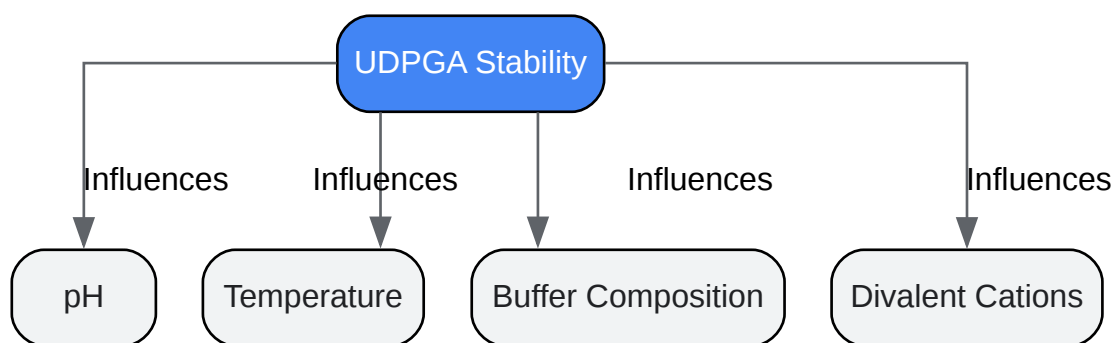 UDPGA Stability
Influences
Influences
Influences
Influences
pH
Temperature
Buffer Composition
Divalent Cations